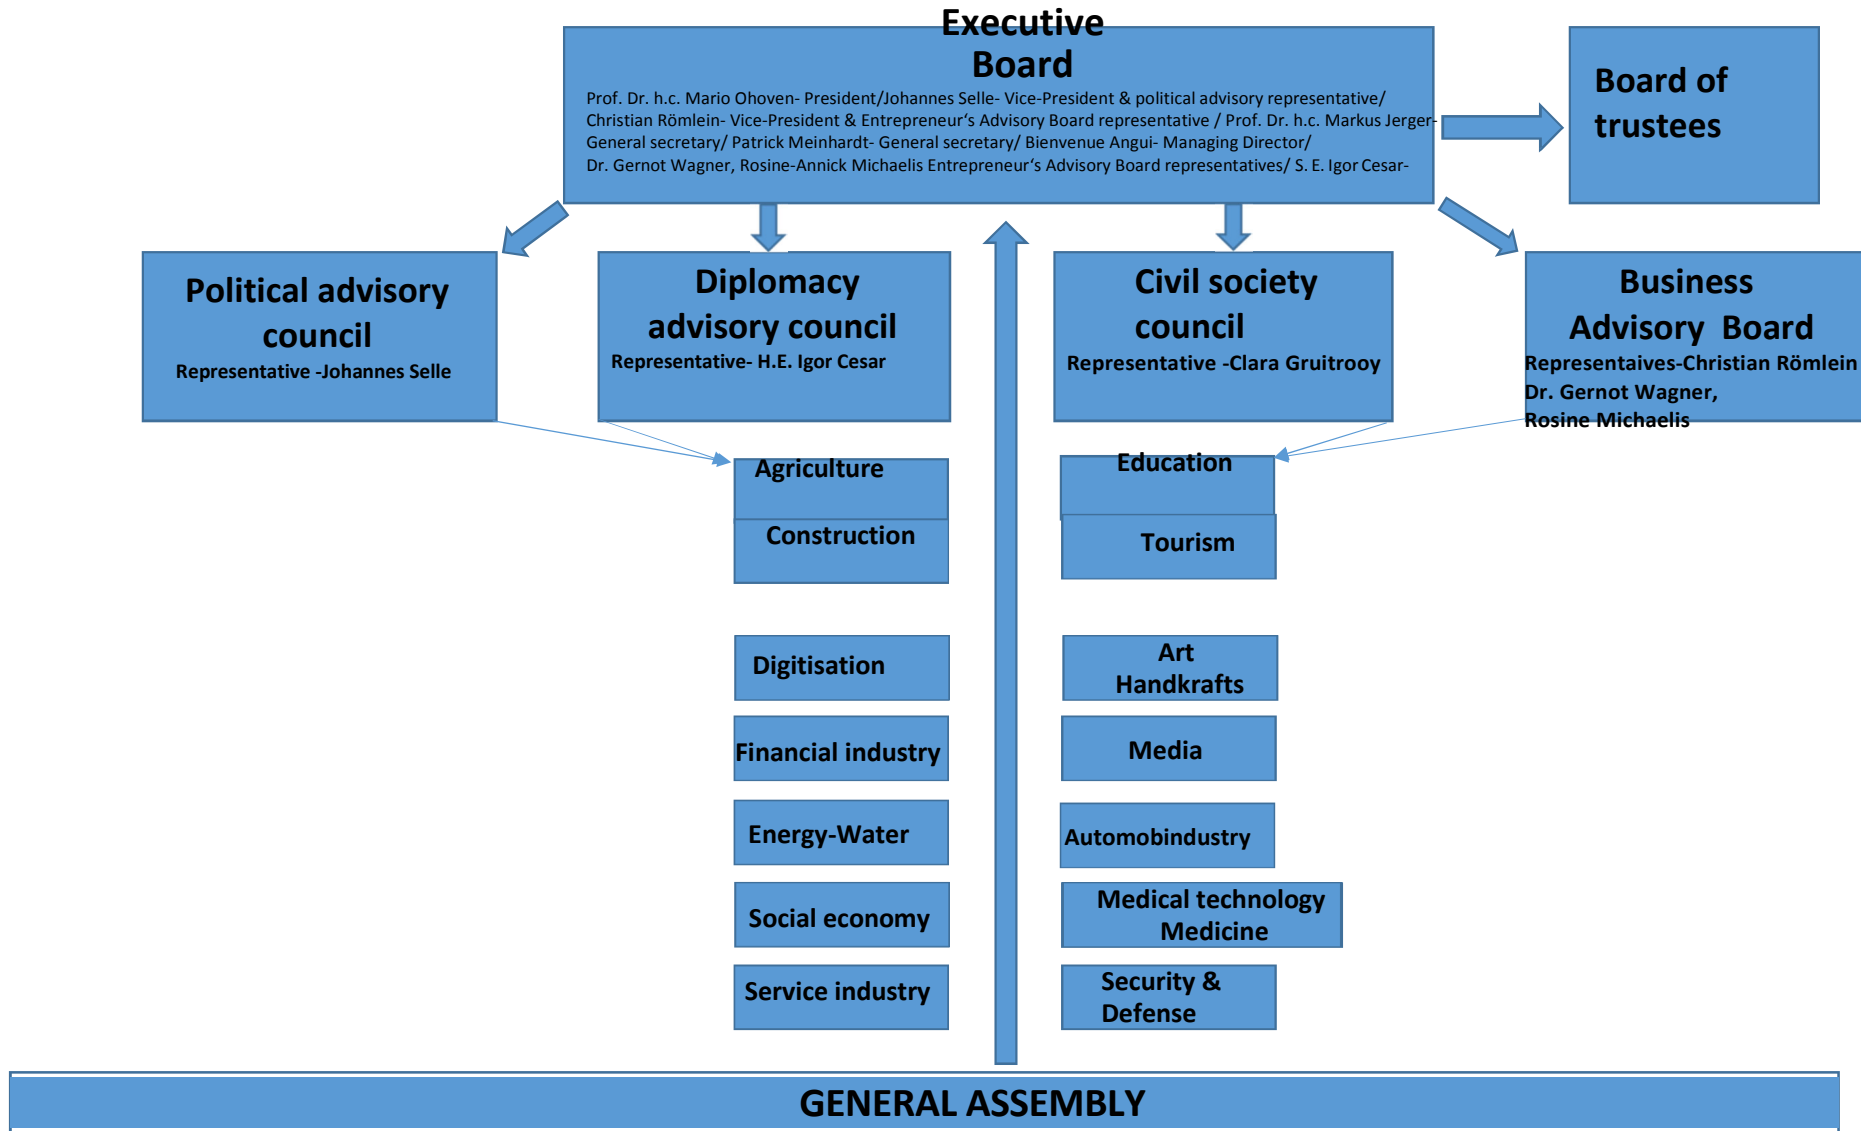 Executive
Board
Prof. Dr. h.c. Mario Ohoven- President/Johannes Selle- Vice-President & political advisory representative/
Christian Römlein- Vice-President & Entrepreneur‘s Advisory Board representative / Prof. Dr. h.c. Markus Jerger-
General secretary/ Patrick Meinhardt- General secretary/ Bienvenue Angui- Managing Director/
Dr. Gernot Wagner, Rosine-Annick Michaelis Entrepreneur‘s Advisory Board representatives/ S. E. Igor Cesar-
Board of
trustees
Political advisory
council
Representative -Johannes Selle
Diplomacy
advisory council
Representative- H.E. Igor Cesar
Civil society
council
Representative -Clara Gruitrooy
Business
Advisory Board
Representaives-Christian Römlein
Dr. Gernot Wagner,
Rosine Michaelis
Agriculture
Construction
Digitisation
Financial industry
Energy-Water
Social economy
Service industry
Education
Tourism
Art
Handkrafts
Media
Automobindustry
Medical technology
Medicine
Security &
Defense
GENERAL ASSEMBLY